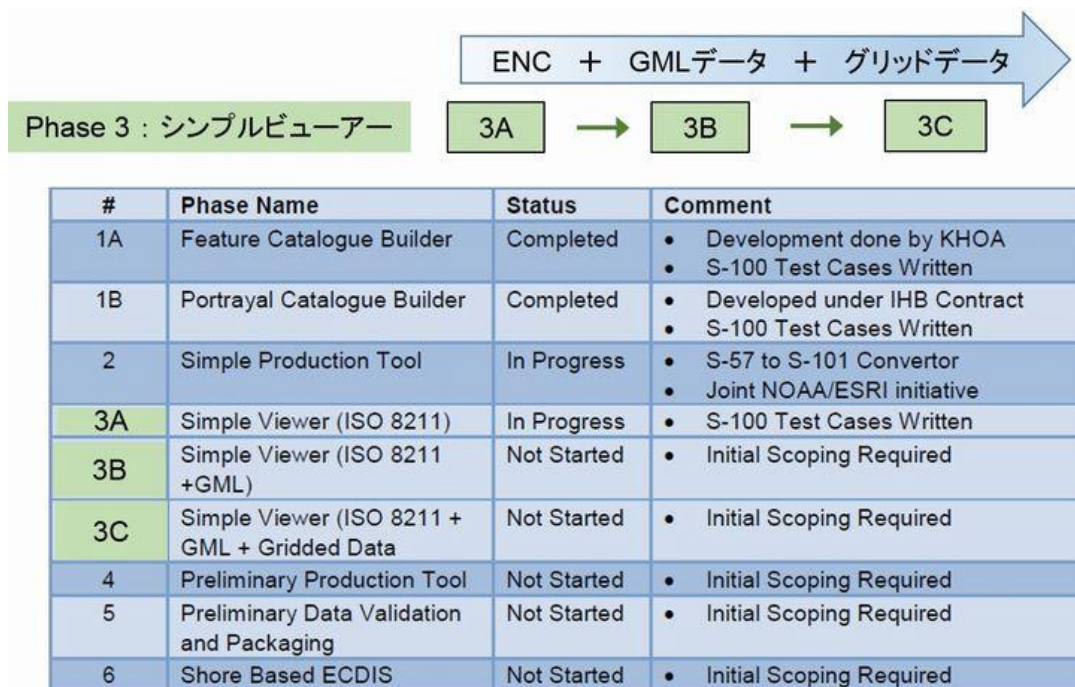 ENC + GMLデータ + グリッドデータ
Phase 3：シンプルビューアー 3A → 3B → 3C
# Phase Name Status Comment
1A Feature Catalogue Builder Completed • Development done by KHOA
• S-100 Test Cases Written
1B Portrayal Catalogue Builder Completed • Developed under IHB Contract
• S-100 Test Cases Written
2 Simple Production Tool In Progress • S-57 to S-101 Convertor
• Joint NOAA/ESRI initiative
3A Simple Viewer (ISO 8211) In Progress • S-100 Test Cases Written
3B Simple Viewer (ISO 8211 Not Started • Initial Scoping Required
+GML)
3C Simple Viewer (ISO 8211 + Not Started • Initial Scoping Required
GML + Gridded Data
4 Preliminary Production Tool Not Started • Initial Scoping Required
5 Preliminary Data Validation Not Started • Initial Scoping Required
and Packaging
6 Shore Based ECDIS Not Started • Initial Scoping Required